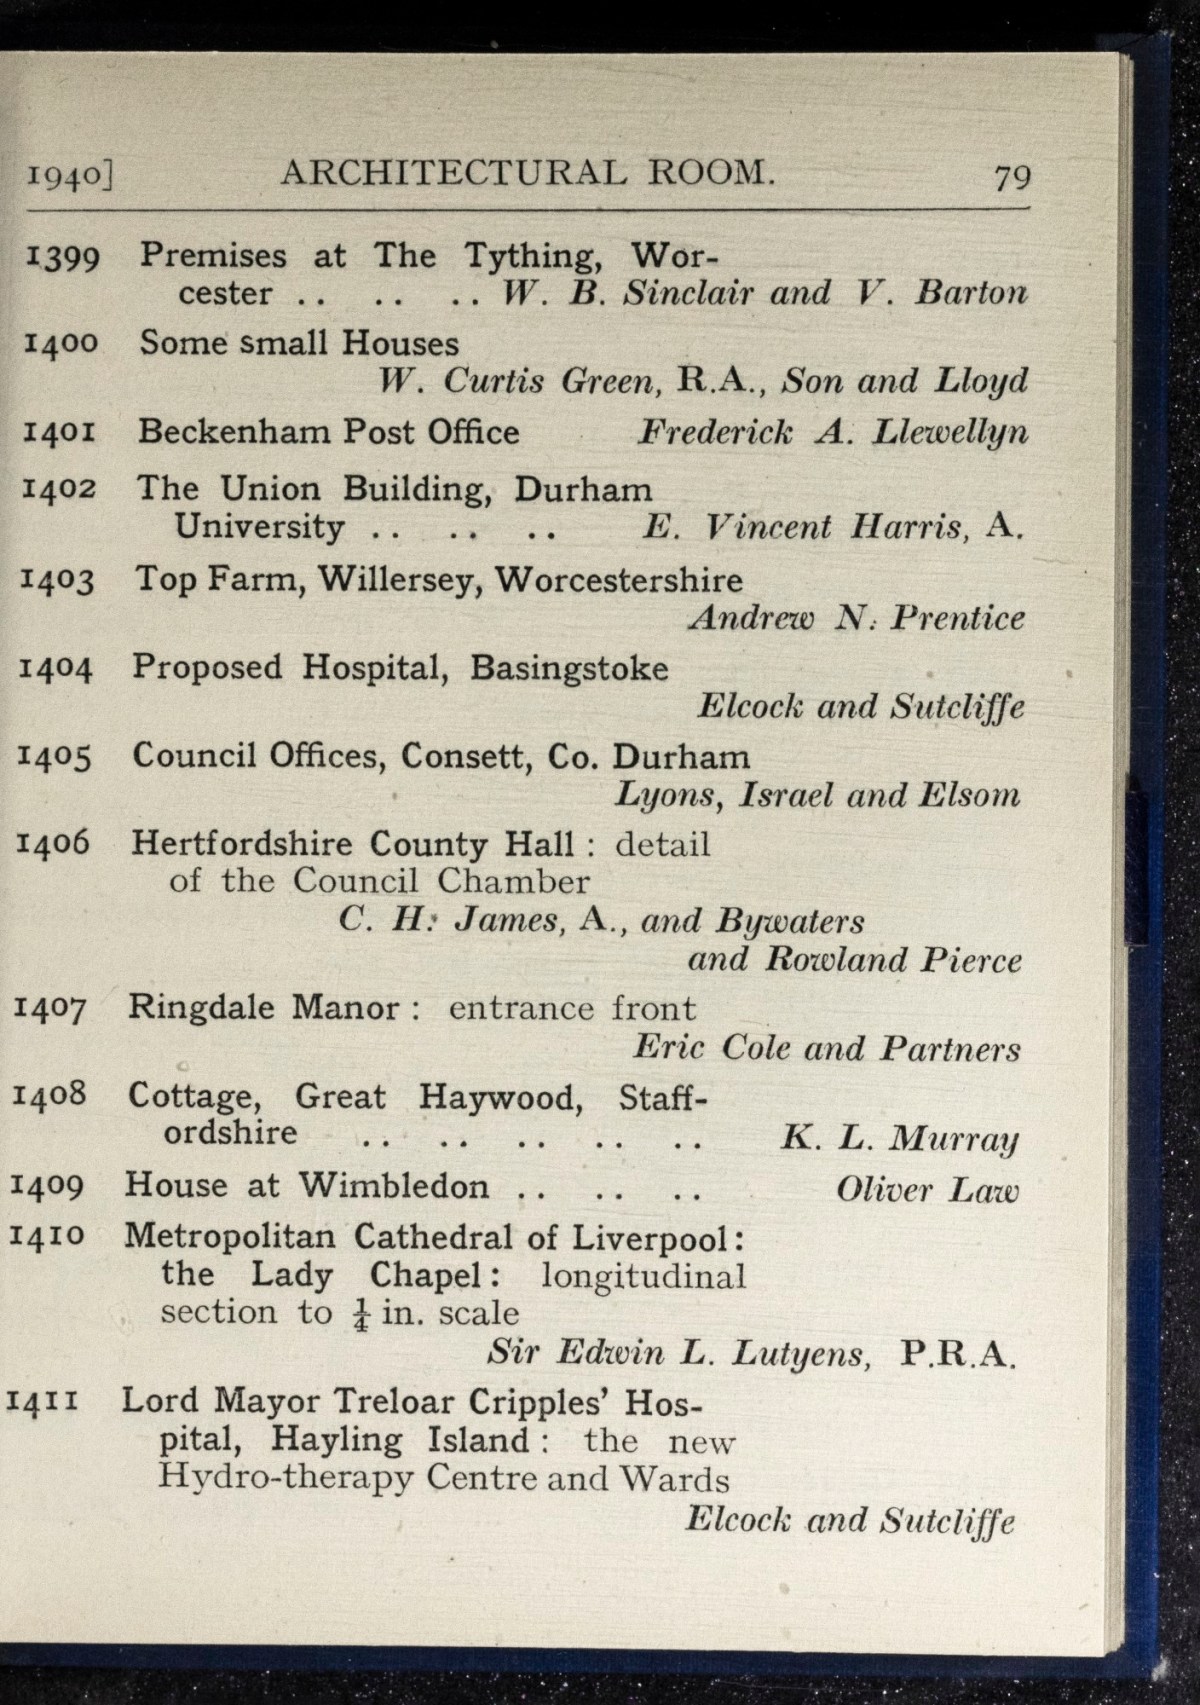 1940] ARCHITECTURAL ROOM. 79
1399 Premises at The Tything, Wor-
cester .. .. .. W. B. Sinclair and V. Barton
1400 Some small Houses
W. Curtis Green, R.A., Son and Lloyd
1401 Beckenham Post Office Frederick A. Llewellyn
1402 The Union Building, Durham
University .. .. .. E. Vincent Harris, A.
1403 Top Farm, Willersey, Worcestershire
Andrew N. Prentice
1404 Proposed Hospital, Basingstoke
Elcock and Sutcliffe
1405 Council Offices, Consett, Co. Durham
Lyons, Israel and Elsom
1406 Hertfordshire County Hall : detail
of the Council Chamber
C. H. James, A., and Bywaters
and Rowland Pierce
1407 Ringdale Manor : entrance front
Eric Cole and Partners
1408 Cottage, Great Haywood, Staff-
ordshire .. .. .. .. .. K. L. Murray
1409 House at Wimbledon .. .. .. Oliver Law
1410 Metropolitan Cathedral of Liverpool :
the Lady Chapel : longitudinal
section to ¼ in. scale
Sir Edwin L. Lutyens, P.R.A.
1411 Lord Mayor Treloar Cripples' Hos-
pital, Hayling Island : the new
Hydro-therapy Centre and Wards
Elcock and Sutcliffe